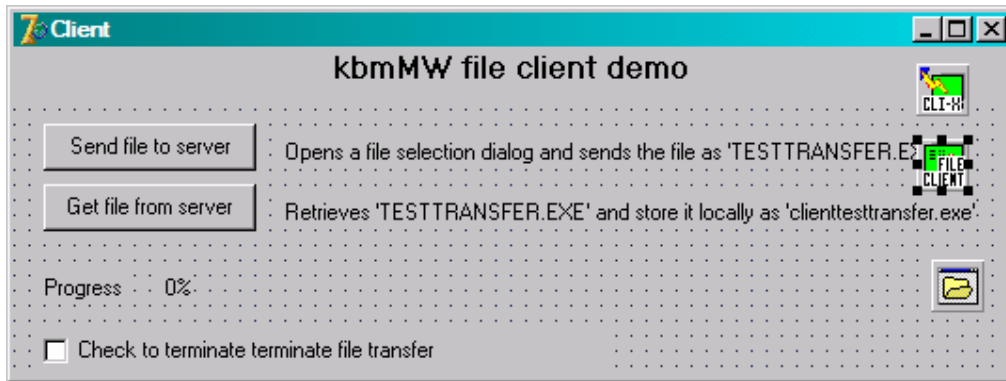 Client
kbmMW file client demo
CLI-X
Send file to server
Opens a file selection dialog and sends the file as 'TESTTRANSFER.EX
FILE
CLIENT
Get file from server
Retrieves 'TESTTRANSFER.EXE' and store it locally as 'clienttesttransfer.exe'
Progress 0%
Check to terminate terminate file transfer